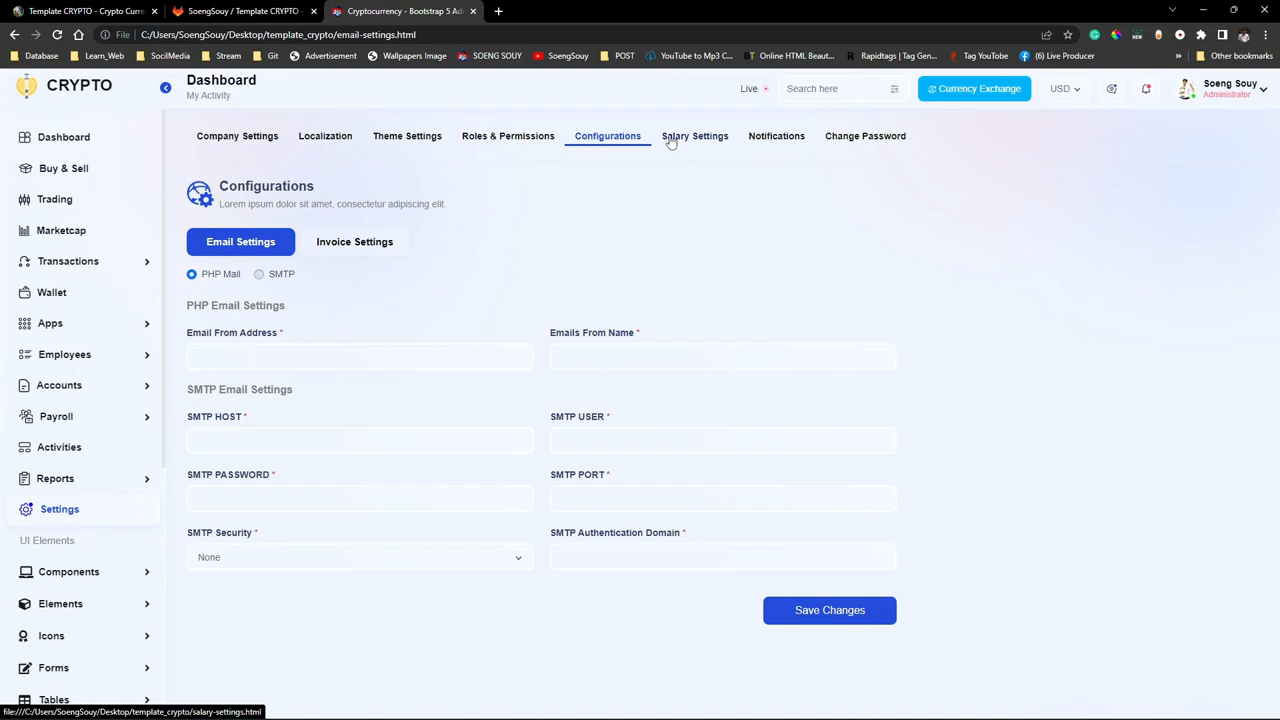 Template CRYPTO - Crypto Curre
SoengSouy / Template CRYPTO ·
Cryptocurrency - Bootstrap 5 Ad
File
C:/Users/SoengSouy/Desktop/template_crypto/email-settings.html
Database
Learn_Web
SocilMedia
Stream
Git
Application
Wallpapers Image
SOENG SOUY
SoengSouy
POST
YouTube to Mp3 C...
Online HTML Beauti...
Rapidtags | Tag Gen...
Tag YouTube
(8) Live Producer
»
Other bookmarks
CRYPTO
Dashboard
My Activity
Live
Search here
Currency Exchange
USD
Soeng Souy
Administrator
Company Settings
Localization
Theme Settings
Roles & Permissions
Configurations
Salary Settings
Notifications
Change Password
Dashboard
Buy & Sell
Trading
Marketcap
Transactions
Wallet
Apps
Employees
Accounts
Payroll
Activities
Reports
Settings
UI Elements
Components
Elements
Icons
Forms
Tables
Configurations
Lorem ipsum dolor sit amet, consectetur adipiscing elit.
Email Settings
Invoice Settings
PHP Mail
SMTP
PHP Email Settings
Email From Address *
Emails From Name *
SMTP Email Settings
SMTP HOST *
SMTP USER *
SMTP PASSWORD *
SMTP PORT *
SMTP Security *
SMTP Authentication Domain *
None
Save Changes
file:///C:/Users/SoengSouy/Desktop/template_crypto/salary-settings.html